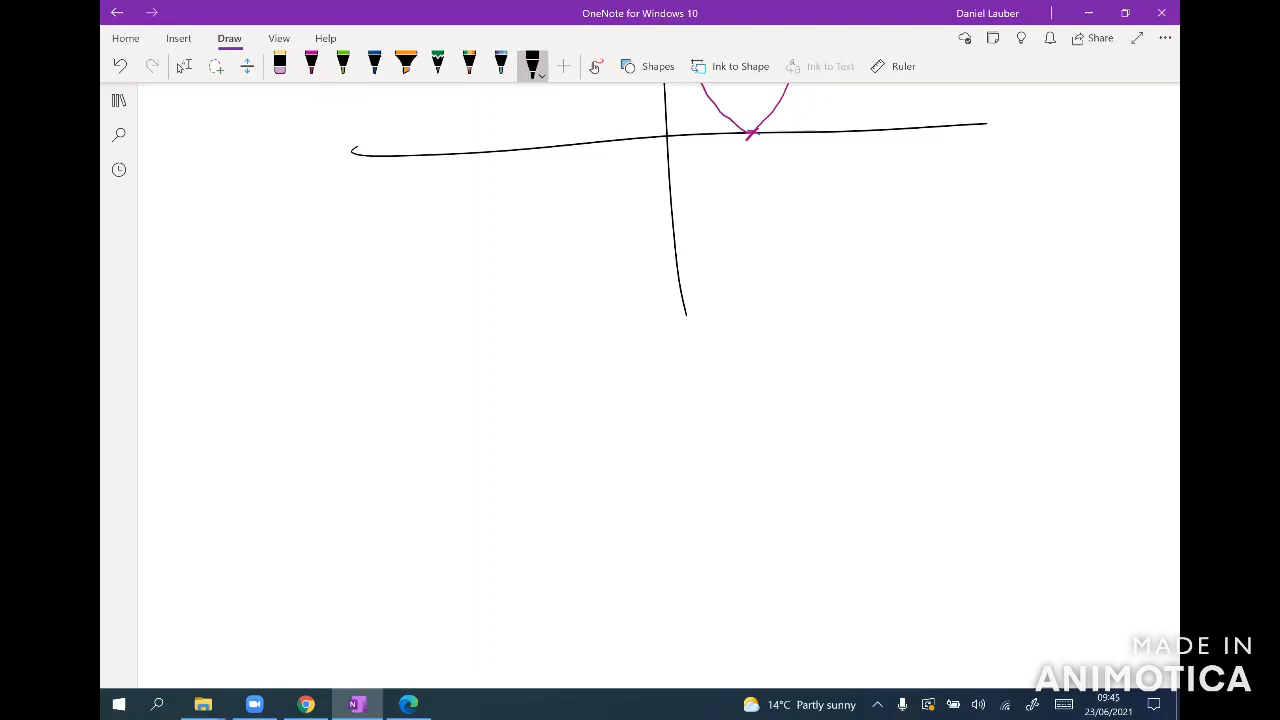 OneNote for Windows 10
Daniel Lauber
Home Insert Draw View Help
Share
Shapes Ink to Shape Ink to Text Ruler
MADE IN
ANIMOTICA
14°C Partly sunny
09:45
23/06/2021